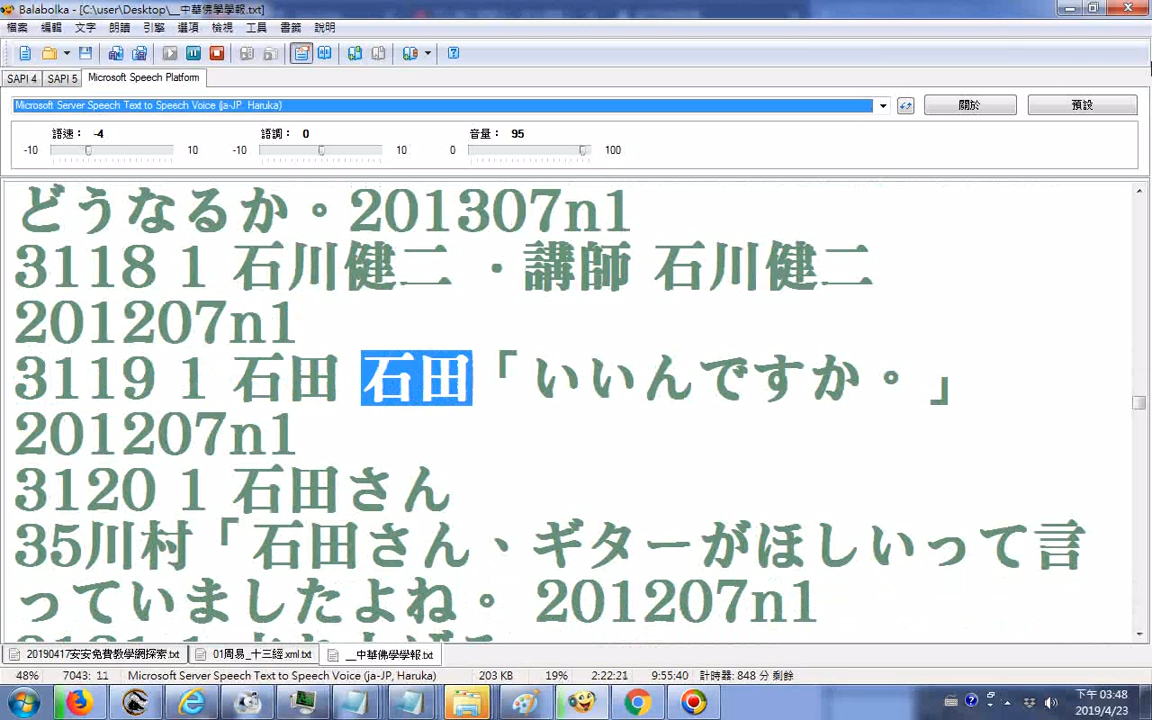 Balabolka - [C:\user\Desktop\__中華佛學學報.txt]
檔案 編輯 文字 朗讀 引擎 選項 檢視 工具 書籤 說明
SAPI 4 SAPI 5 Microsoft Speech Platform
Microsoft Server Speech Text to Speech Voice (ja-JP, Haruka) 關於 預設
語速： -4 語調： 0 音量： 95
-10 10 -10 10 0 100
どうなるか。201307n1
3118 1 石川健二 ・講師 石川健二
201207n1
3119 1 石田 石田「いいんですか。」
201207n1
3120 1 石田さん
35川村「石田さん、ギターがほしいって言
っていましたよね。 201207n1
20190417安安免費教學網探索.txt 01周易_十三經.xml.txt __中華佛學學報.txt
48% 7043: 11 Microsoft Server Speech Text to Speech Voice (ja-JP, Haruka) 203 KB 19% 2:22:21 9:55:40 計時器: 848 分 剩餘
下午 03:48
2019/4/23